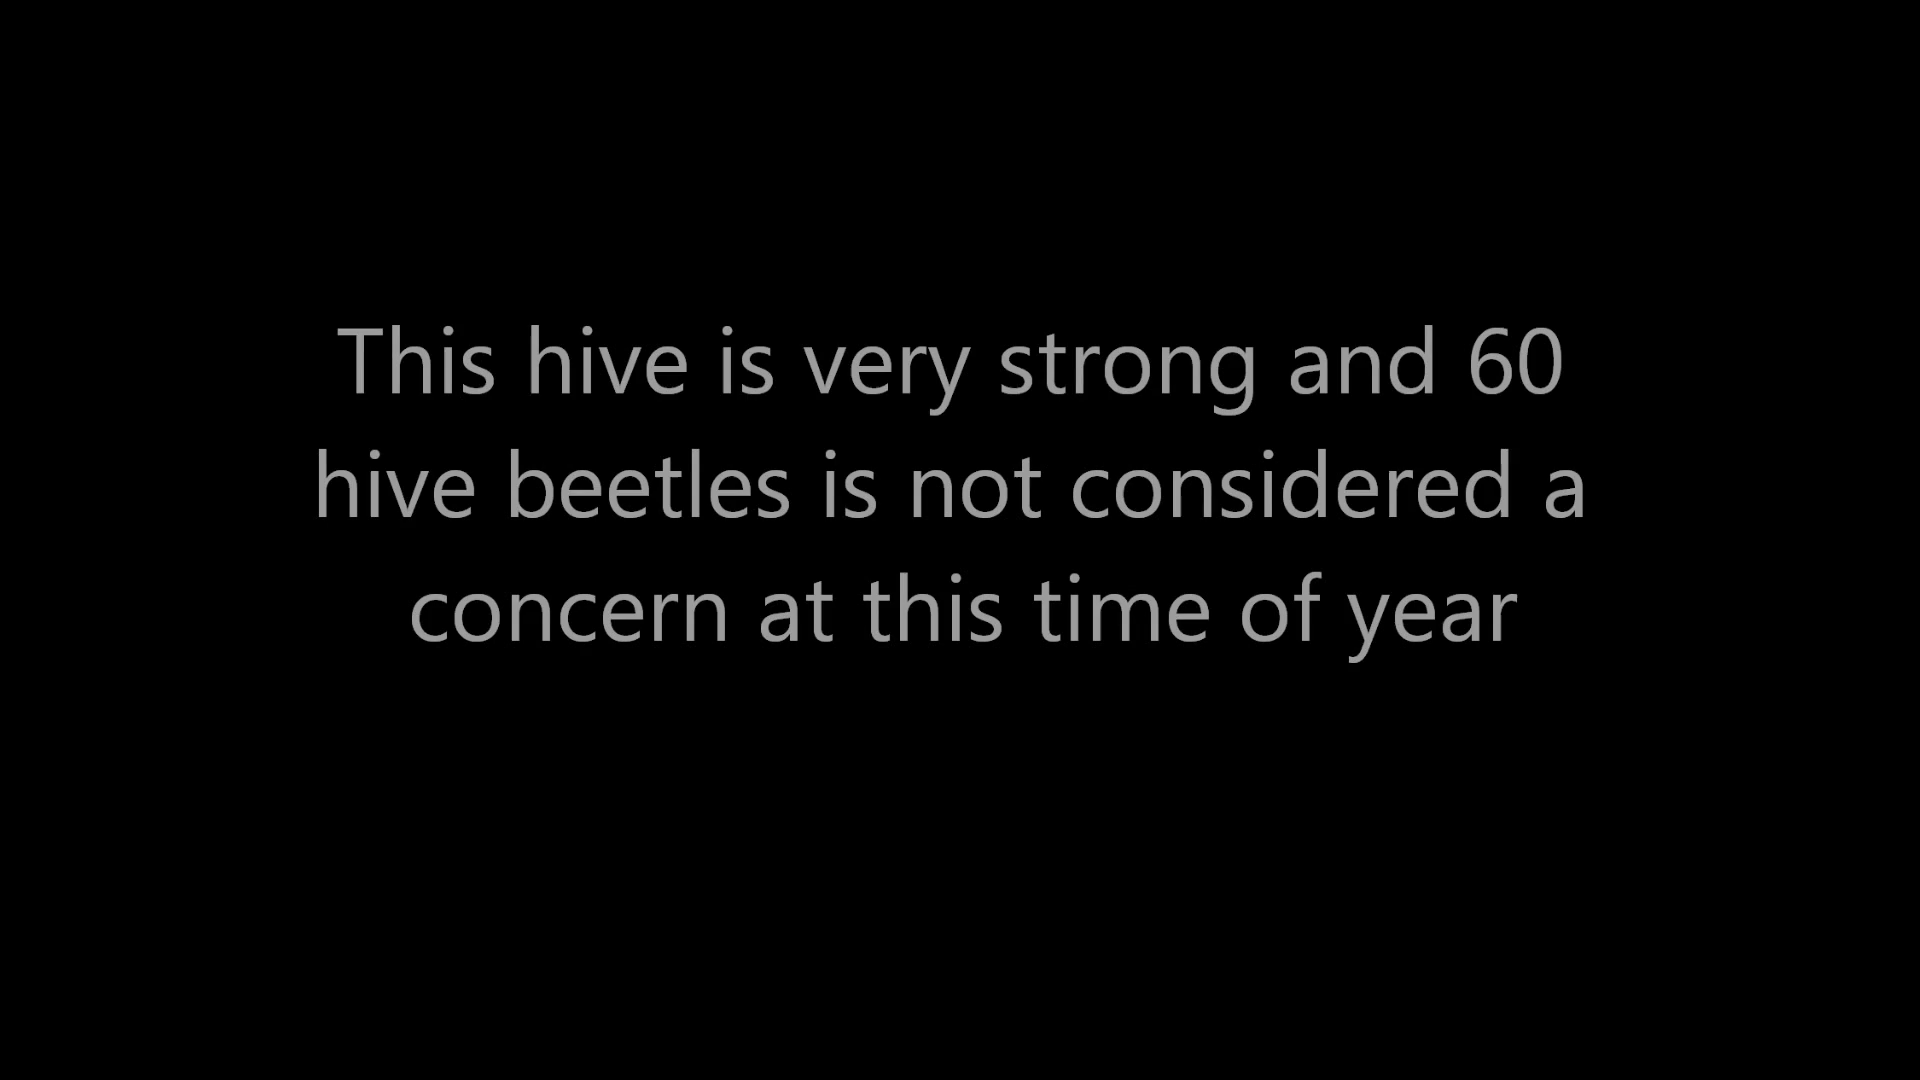 This hive is very strong and 60
hive beetles is not considered a
concern at this time of year